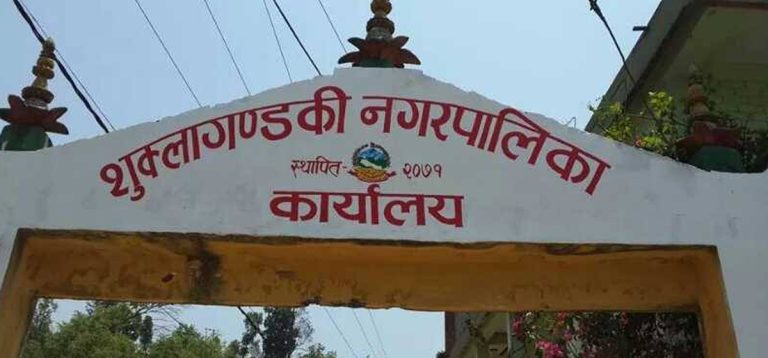 शुक्लागण्डकी नगरपालिका
स्थापित- २०७१
कार्यालय